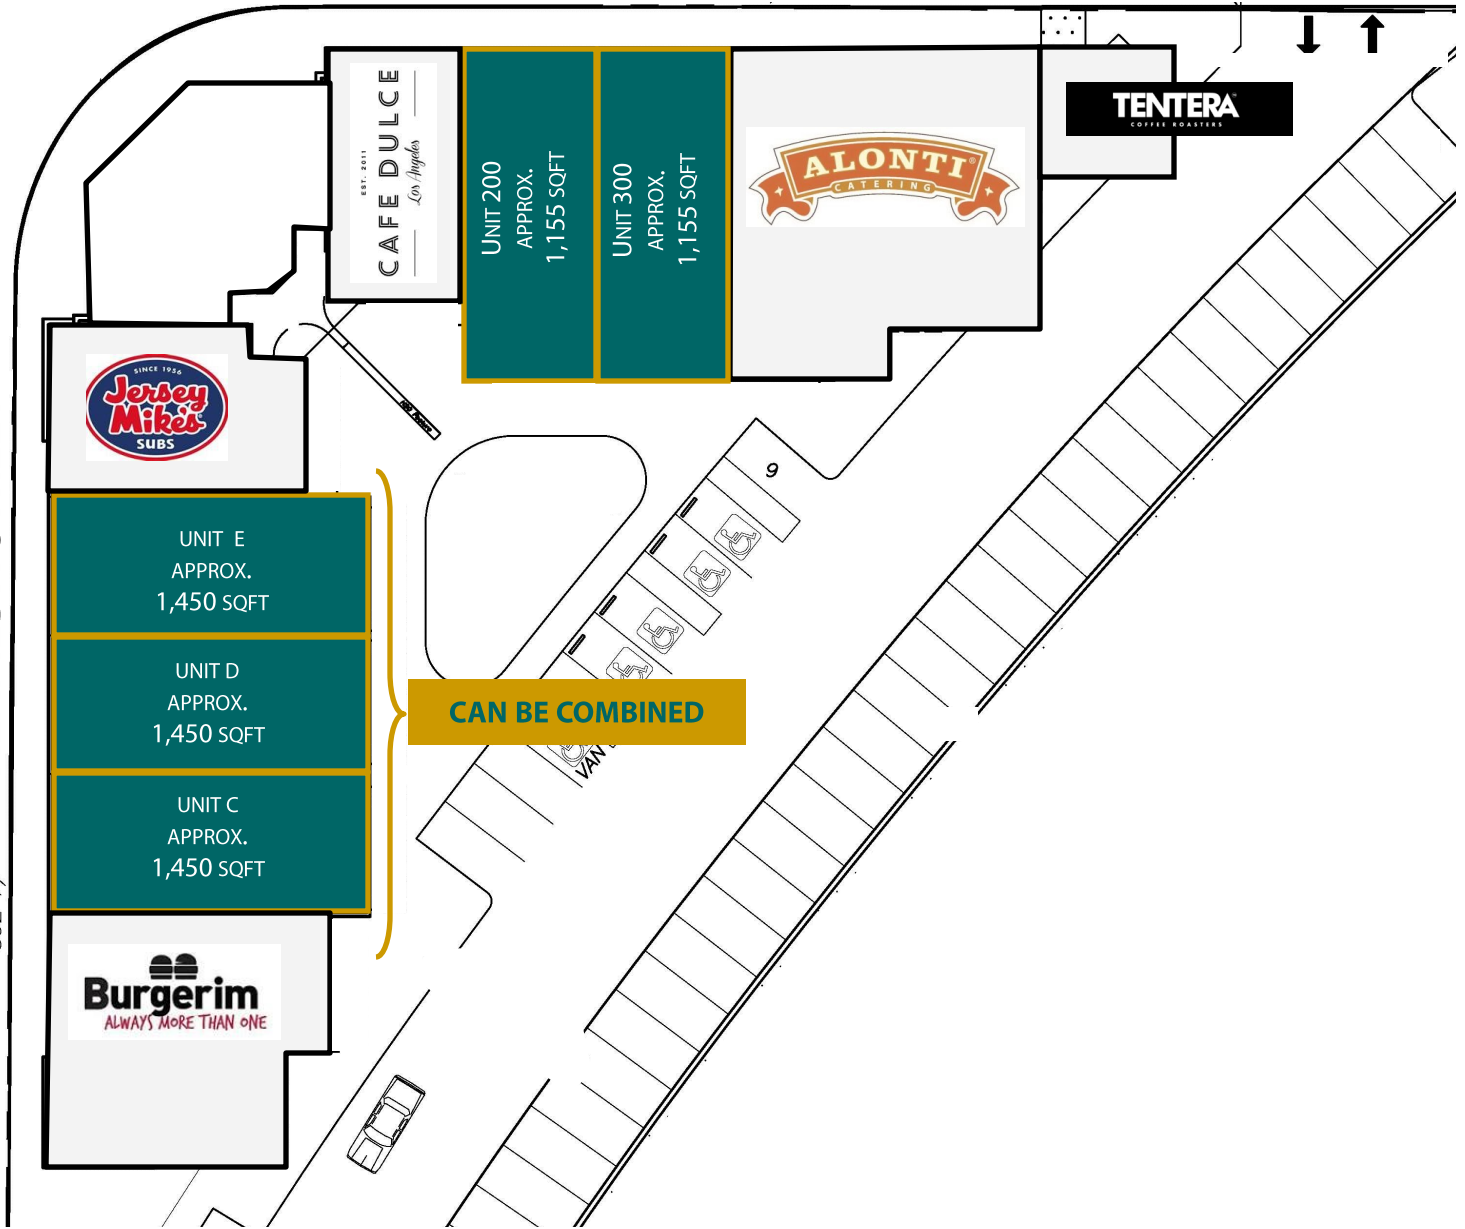 EST. 2011
CAFE DULCE
Los Angeles
UNIT 200
APPROX.
1,155 SQFT
UNIT 300
APPROX.
1,155 SQFT
ALONTI®
CATERING
TENTERA™
COFFEE ROASTERS
SINCE 1956
Jersey
Mike's
SUBS
9
UNIT E
APPROX.
1,450 SQFT
UNIT D
APPROX.
1,450 SQFT
CAN BE COMBINED
VAN
UNIT C
APPROX.
1,450 SQFT
Burgerim
ALWAYS MORE THAN ONE